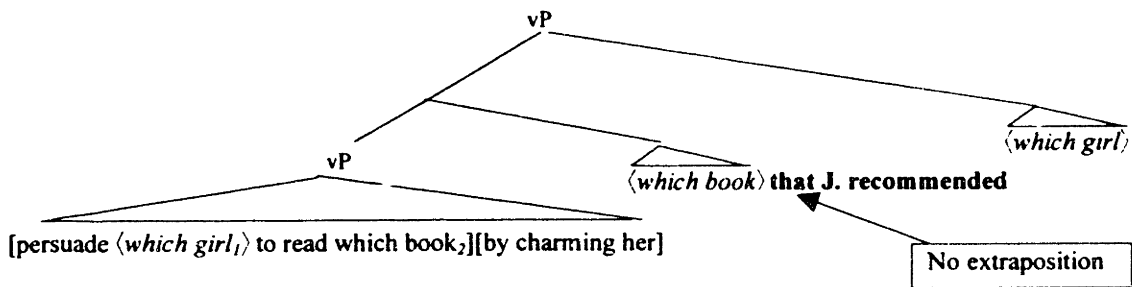 vP
⟨which girl⟩
vP
⟨which book⟩ that J. recommended
[persuade ⟨which girl₁⟩ to read which book₂][by charming her]
No extraposition